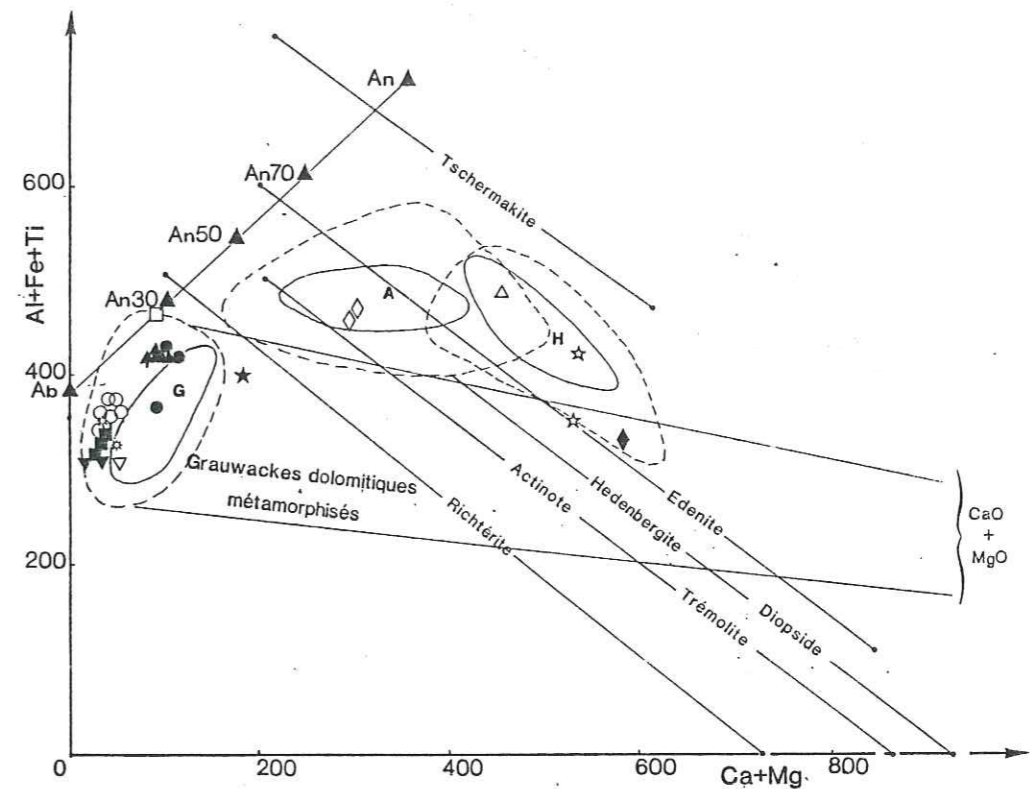 An
An70
An50
An30
Ab
Al+Fe+Ti
600
400
200
Tschermakite
A
H
G
Grauwackes dolomitiques
métamorphisés
Richtérite
Actinote
Trémolite
Hedenbergite
Diopside
Edenite
CaO
+
MgO
0
200
400
600
800
Ca+Mg